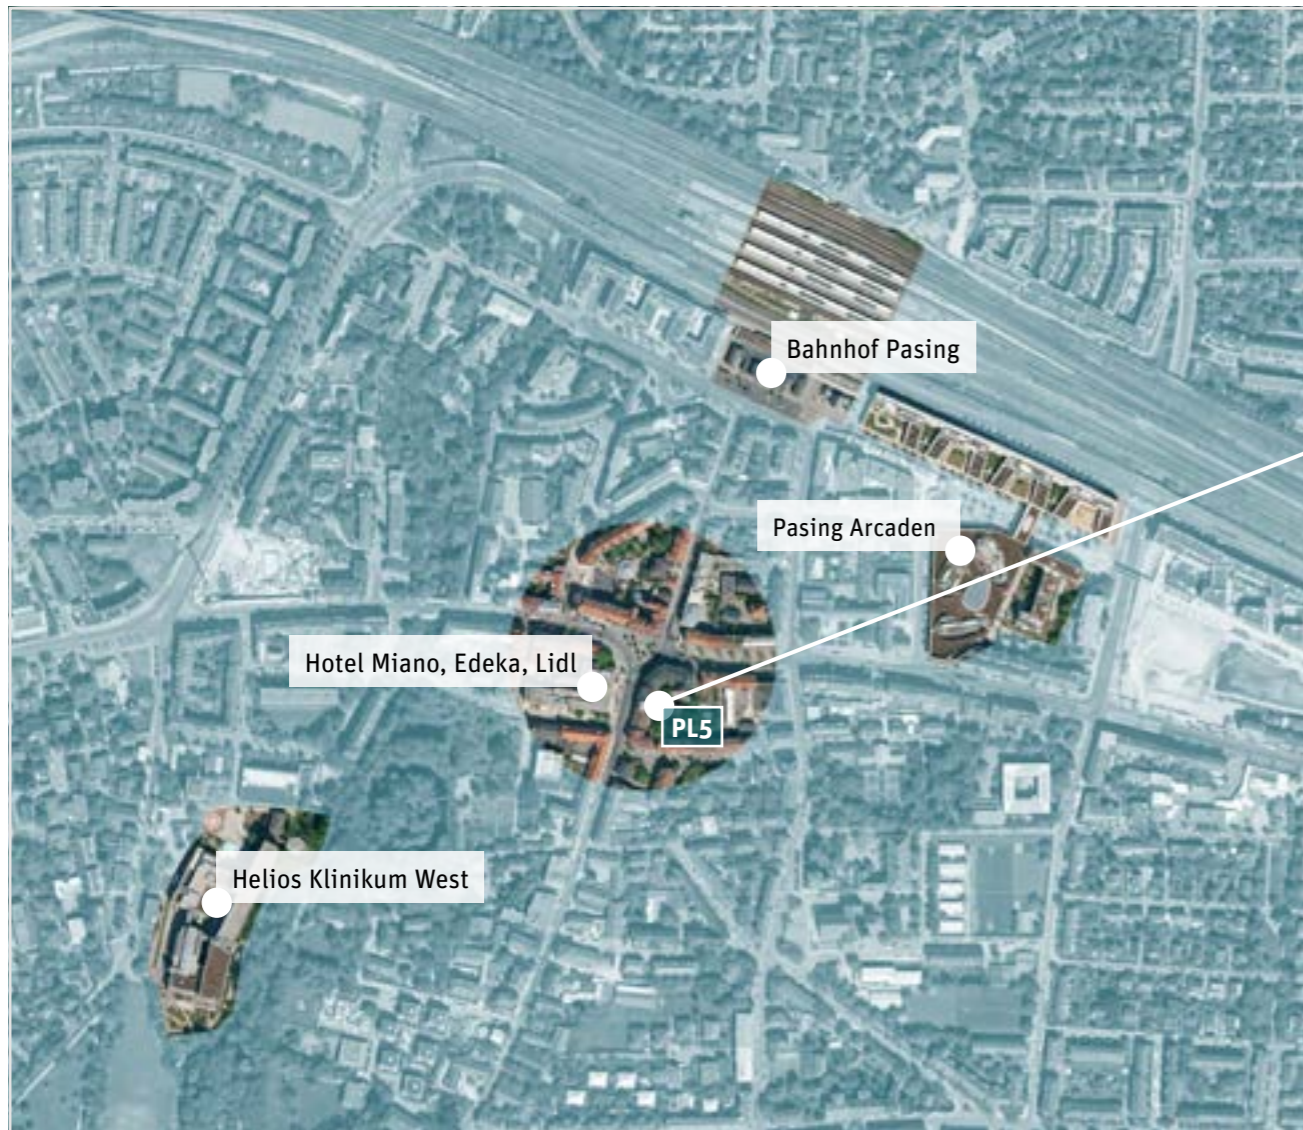 Bahnhof Pasing
Pasing Arcaden
Hotel Miano, Edeka, Lidl
PL5
Helios Klinikum West